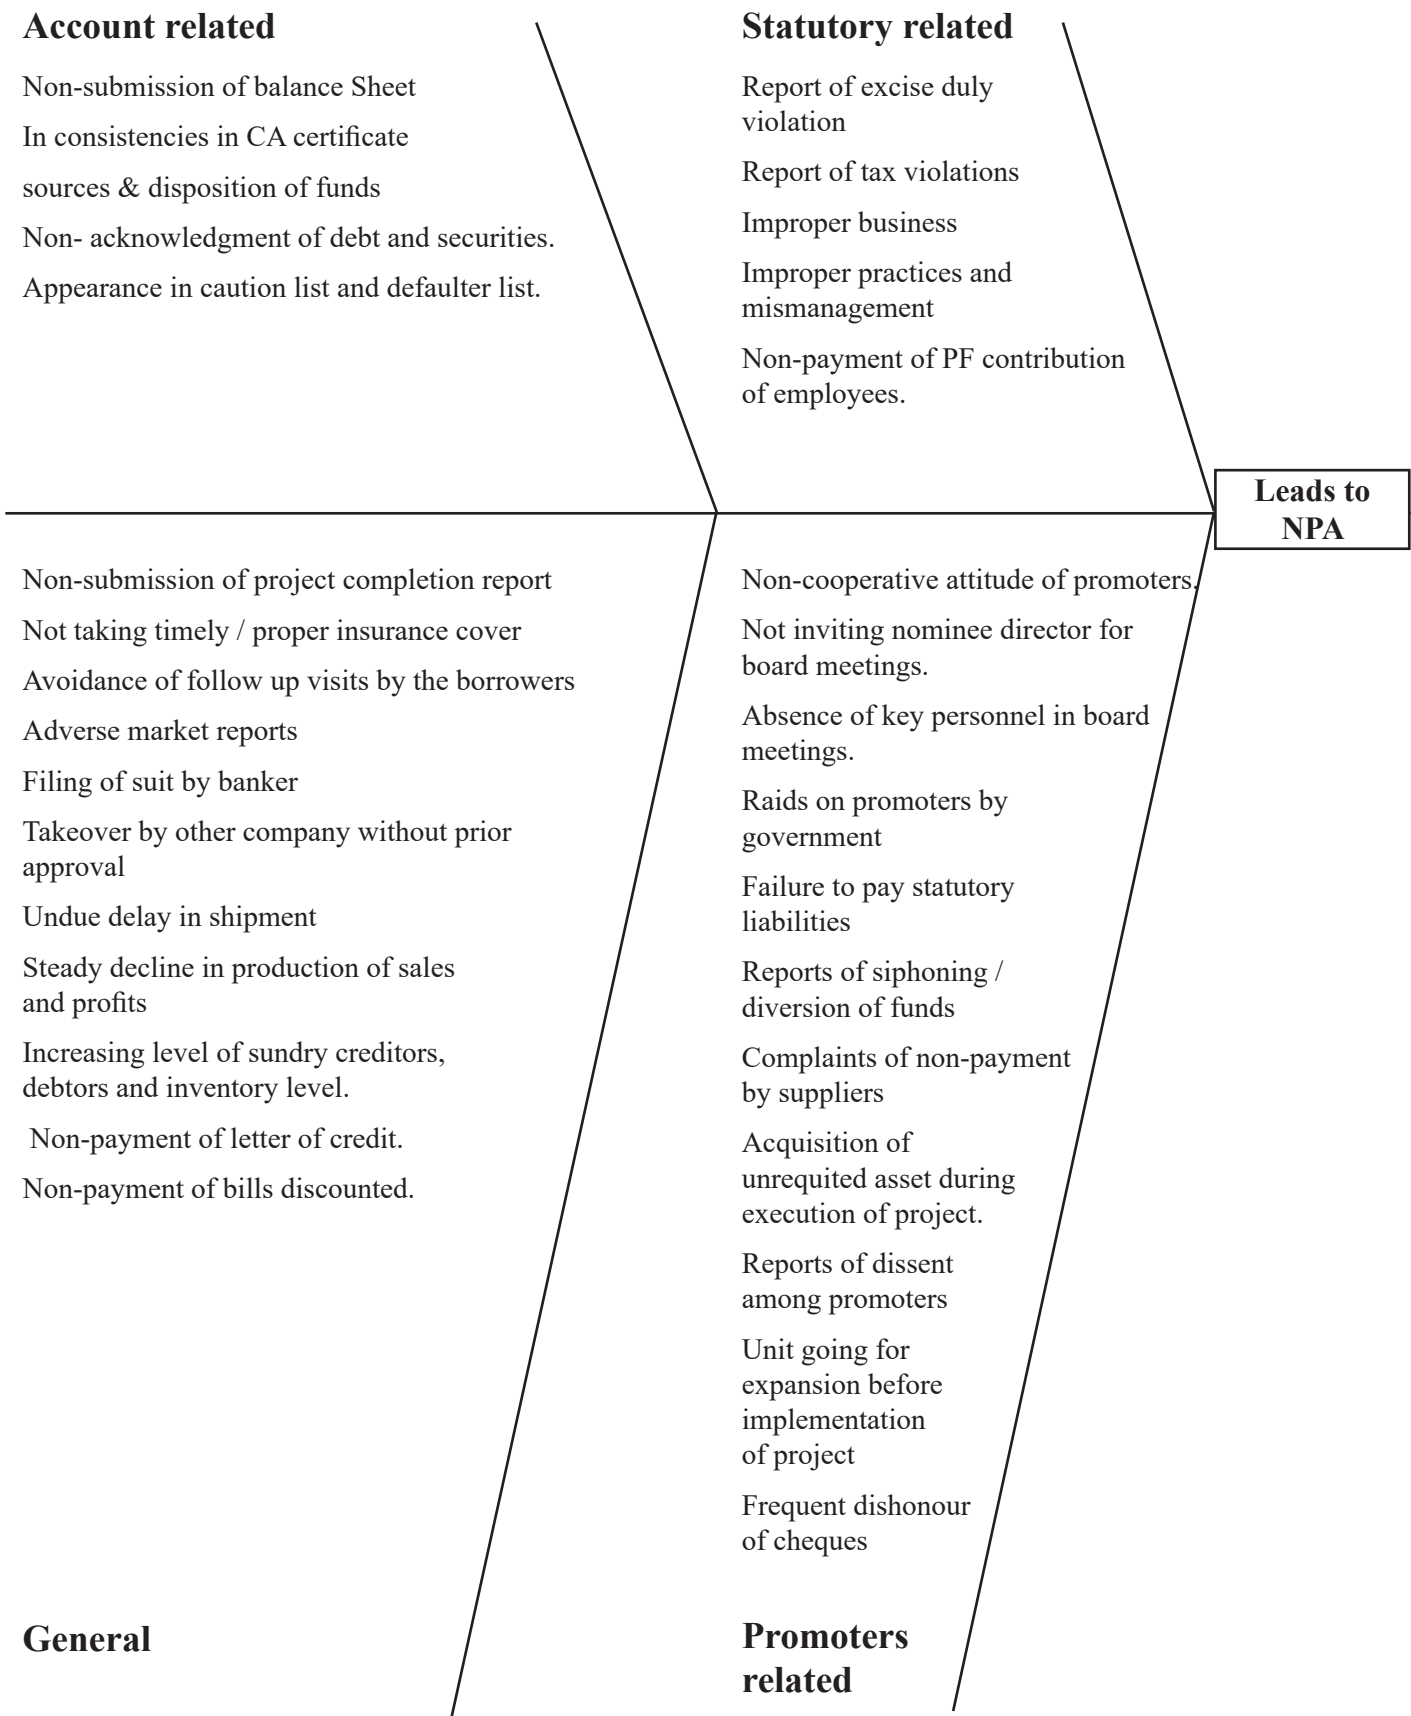 Account related
Non-submission of balance Sheet
In consistencies in CA certificate
sources & disposition of funds
Non- acknowledgment of debt and securities.
Appearance in caution list and defaulter list.
Statutory related
Report of excise duly
violation
Report of tax violations
Improper business
Improper practices and
mismanagement
Non-payment of PF contribution
of employees.
Leads to
NPA
Non-submission of project completion report
Not taking timely / proper insurance cover
Avoidance of follow up visits by the borrowers
Adverse market reports
Filing of suit by banker
Takeover by other company without prior
approval
Undue delay in shipment
Steady decline in production of sales
and profits
Increasing level of sundry creditors,
debtors and inventory level.
Non-payment of letter of credit.
Non-payment of bills discounted.
General
Non-cooperative attitude of promoters.
Not inviting nominee director for
board meetings.
Absence of key personnel in board
meetings.
Raids on promoters by
government
Failure to pay statutory
liabilities
Reports of siphoning /
diversion of funds
Complaints of non-payment
by suppliers
Acquisition of
unrequited asset during
execution of project.
Reports of dissent
among promoters
Unit going for
expansion before
implementation
of project
Frequent dishonour
of cheques
Promoters
related